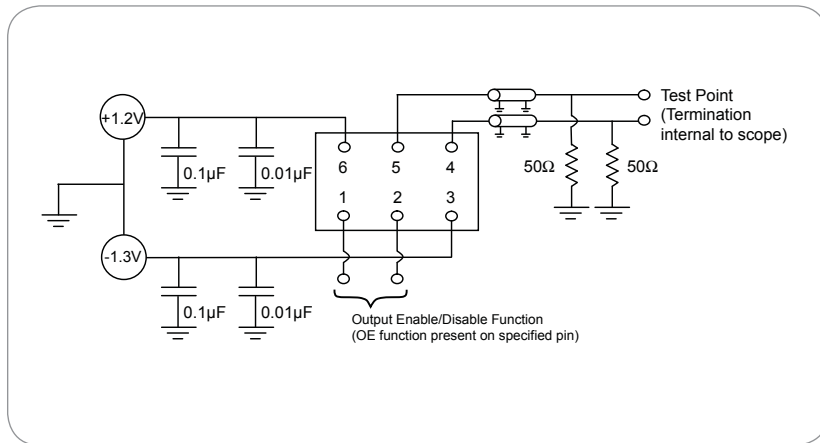 +1.2V
0.1µF
0.01µF
6
5
4
1
2
3
Test Point
(Termination
internal to scope)
50Ω
50Ω
-1.3V
0.1µF
0.01µF
Output Enable/Disable Function
(OE function present on specified pin)